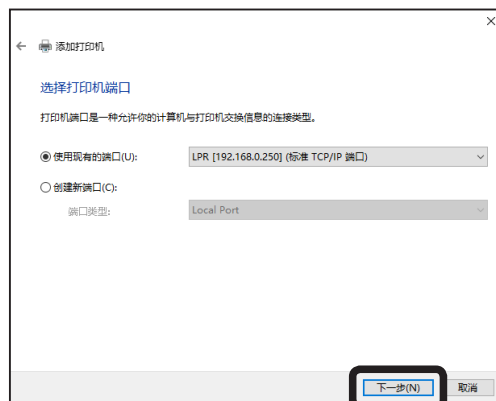 添加打印机
选择打印机端口
打印机端口是一种允许你的计算机与打印机交换信息的连接类型。
使用现有的端口(U): LPR [192.168.0.250] (标准 TCP/IP 端口)
创建新端口(C):
端口类型: Local Port
下一步(N) 取消